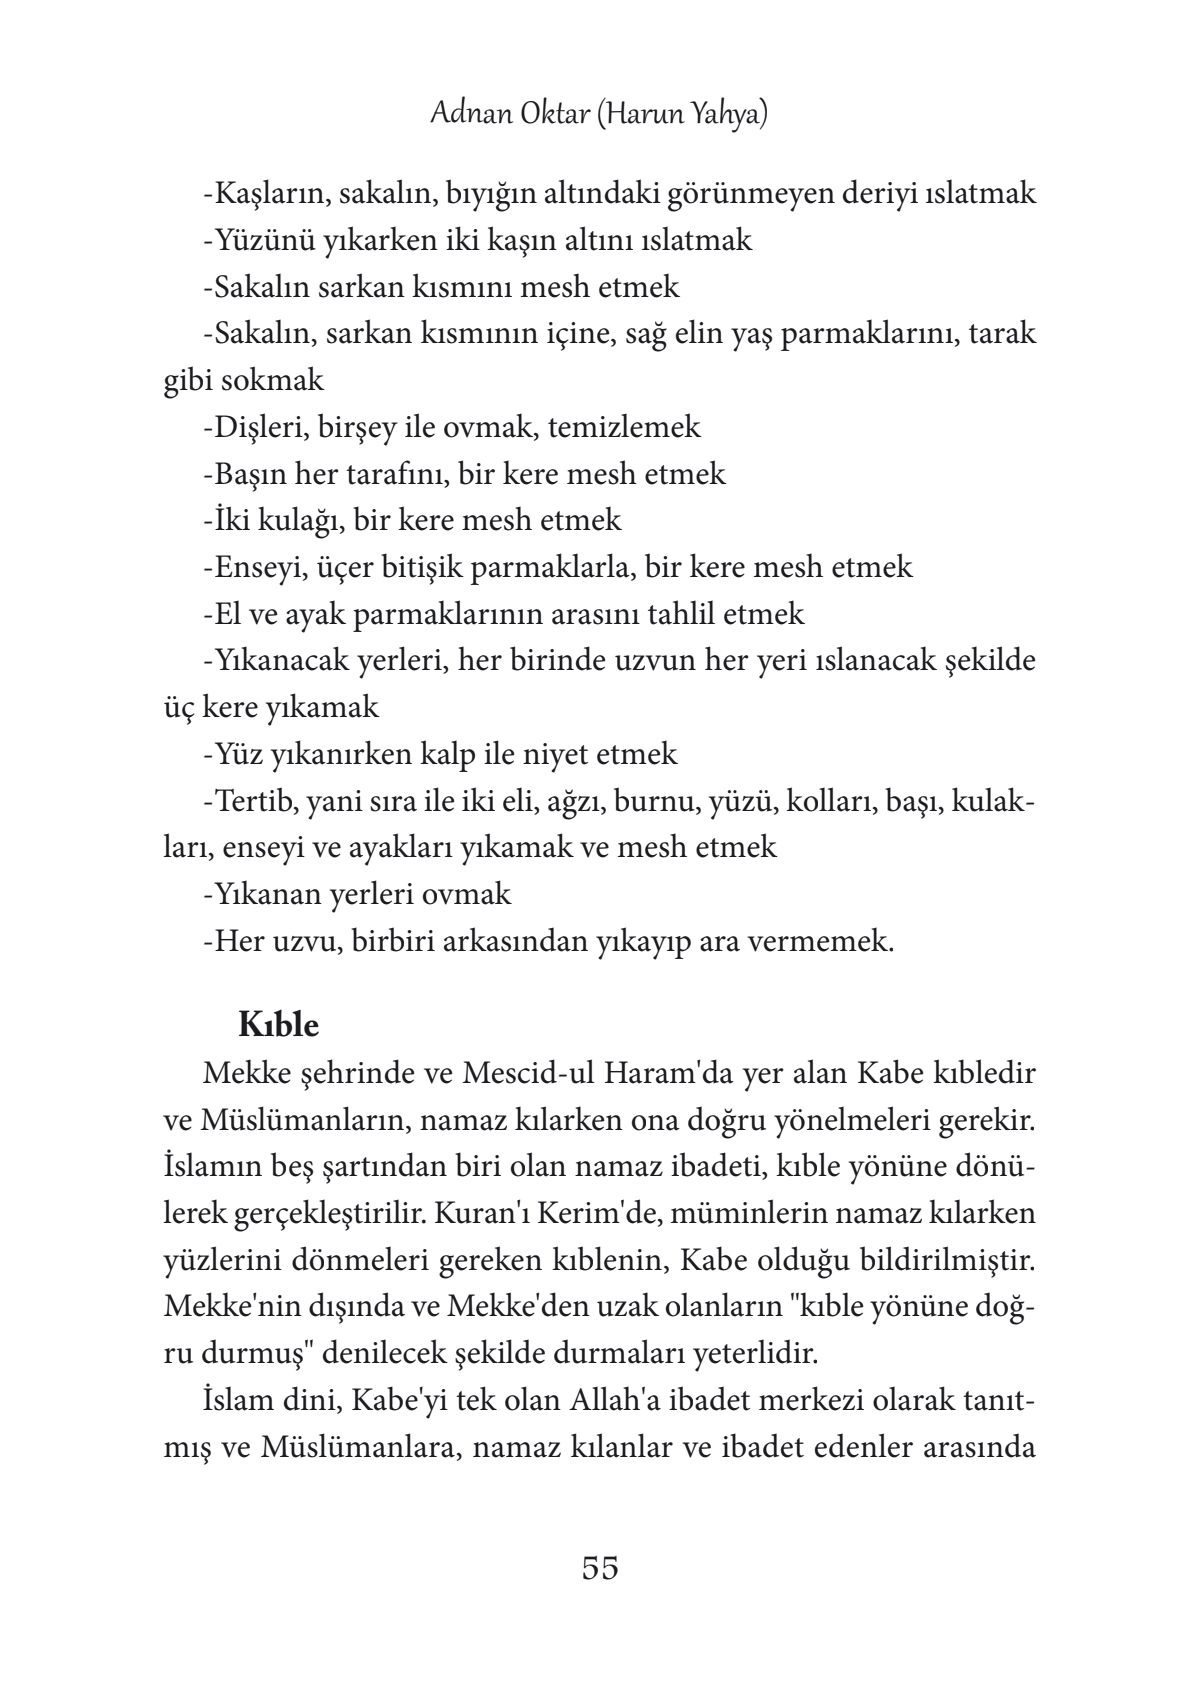 Adnan Oktar (Harun Yahya)
-Kaşların, sakalın, bıyığın altındaki görünmeyen deriyi ıslatmak
-Yüzünü yıkarken iki kaşın altını ıslatmak
-Sakalın sarkan kısmını mesh etmek
-Sakalın, sarkan kısmının içine, sağ elin yaş parmaklarını, tarak
gibi sokmak
-Dişleri, birşey ile ovmak, temizlemek
-Başın her tarafını, bir kere mesh etmek
-İki kulağı, bir kere mesh etmek
-Enseyi, üçer bitişik parmaklarla, bir kere mesh etmek
-El ve ayak parmaklarının arasını tahlil etmek
-Yıkanacak yerleri, her birinde uzvun her yeri ıslanacak şekilde
üç kere yıkamak
-Yüz yıkanırken kalp ile niyet etmek
-Tertib, yani sıra ile iki eli, ağzı, burnu, yüzü, kolları, başı, kulak-
ları, enseyi ve ayakları yıkamak ve mesh etmek
-Yıkanan yerleri ovmak
-Her uzvu, birbiri arkasından yıkayıp ara vermemek.
Kıble
Mekke şehrinde ve Mescid-ul Haram'da yer alan Kabe kıbledir
ve Müslümanların, namaz kılarken ona doğru yönelmeleri gerekir.
İslamın beş şartından biri olan namaz ibadeti, kıble yönüne dönü-
lerek gerçekleştirilir. Kuran'ı Kerim'de, müminlerin namaz kılarken
yüzlerini dönmeleri gereken kıblenin, Kabe olduğu bildirilmiştir.
Mekke'nin dışında ve Mekke'den uzak olanların "kıble yönüne doğ-
ru durmuş" denilecek şekilde durmaları yeterlidir.
İslam dini, Kabe'yi tek olan Allah'a ibadet merkezi olarak tanıt-
mış ve Müslümanlara, namaz kılanlar ve ibadet edenler arasında
55